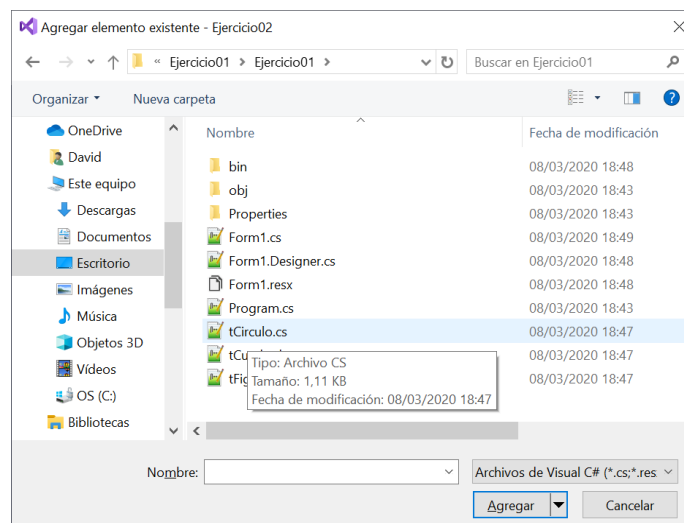 Agregar elemento existente - Ejercicio02
« Ejercicio01 > Ejercicio01 >
Buscar en Ejercicio01
Organizar
Nueva carpeta
OneDrive
David
Este equipo
Descargas
Documentos
Escritorio
Imágenes
Música
Objetos 3D
Vídeos
OS (C:)
Bibliotecas
Nombre Fecha de modificación
bin 08/03/2020 18:48
obj 08/03/2020 18:43
Properties 08/03/2020 18:43
Form1.cs 08/03/2020 18:49
Form1.Designer.cs 08/03/2020 18:48
Form1.resx 08/03/2020 18:48
Program.cs 08/03/2020 18:43
tCirculo.cs 08/03/2020 18:47
08/03/2020 18:47
08/03/2020 18:47
Tipo: Archivo CS
Tamaño: 1,11 KB
Fecha de modificación: 08/03/2020 18:47
Nombre:
Archivos de Visual C# (*.cs;*.res
Agregar
Cancelar